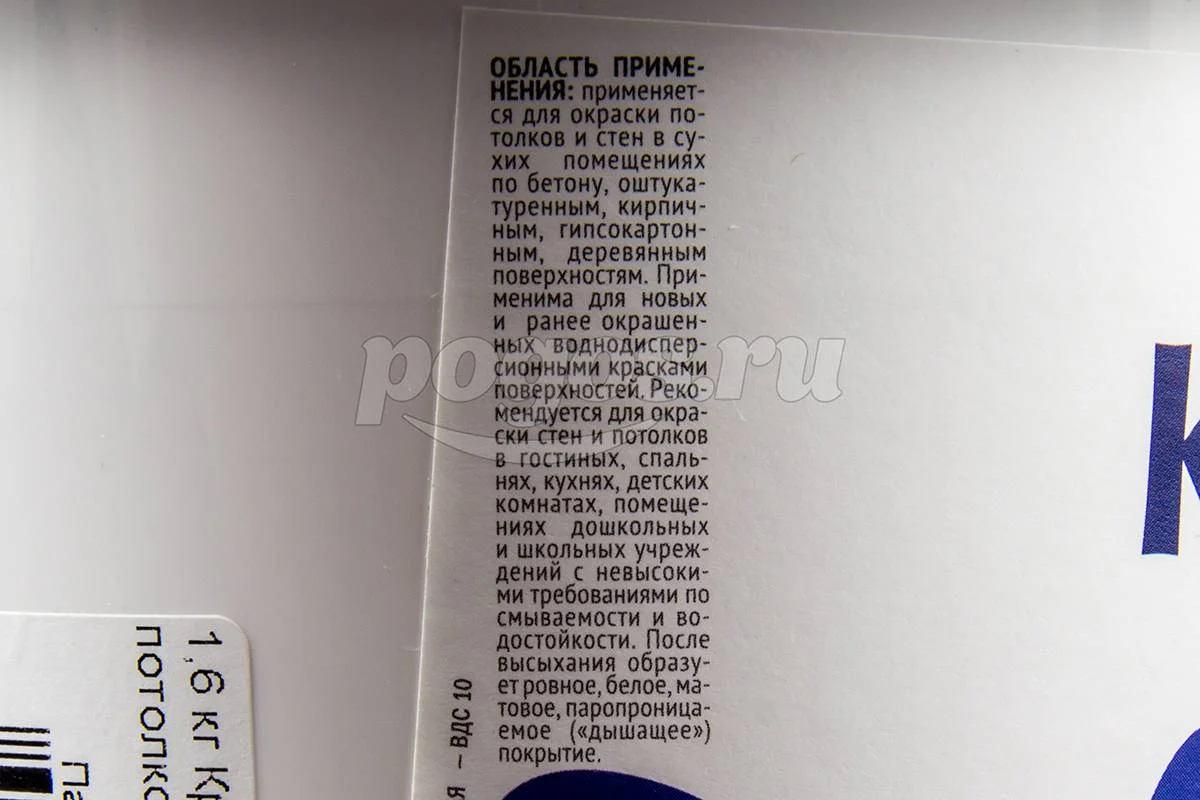 ОБЛАСТЬ ПРИМЕ-
НЕНИЯ: применяет-
ся для окраски по-
толков и стен в су-
хих помещениях
по бетону, оштука-
туренным, кирпич-
ным, гипсокартон-
ным, деревянным
поверхностям. При-
менима для новых
и ранее окрашен-
ных воднодиспер-
сионными красками
поверхностей. Реко-
мендуется для окра-
ски стен и потолков
в гостиных, спаль-
нях, кухнях, детских
комнатах, помеще-
ниях дошкольных
и школьных учреж-
дений с невысоки-
ми требованиями по
смываемости и во-
достойкости. После
высыхания образу-
ет ровное, белое, ма-
товое, паропроница-
емое («дышащее»)
покрытие.
– ВДС 10
pogos.ru
1,6 кг Кр
потолко
Па
К